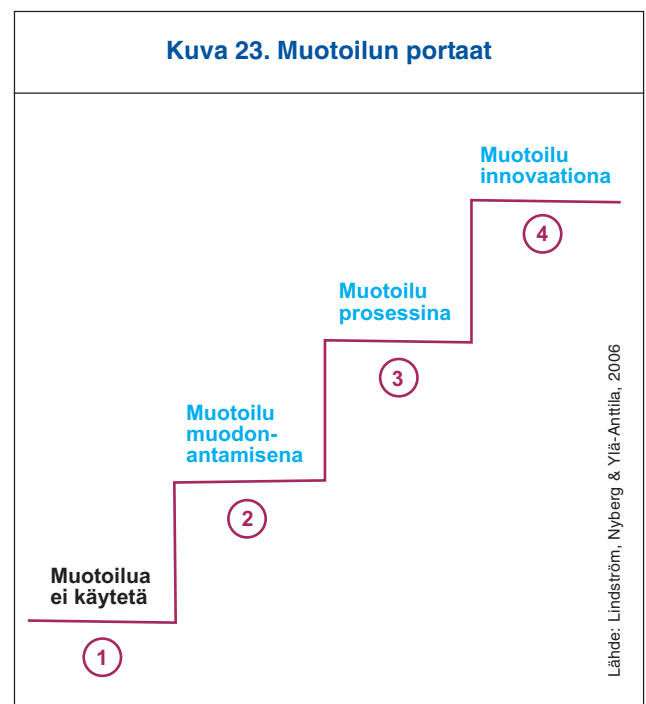 Kuva 23. Muotoilun portaat
Muotoilu
innovaationa
4
Muotoilu
prosessina
3
Muotoilu
muodon-
antamisena
2
Muotoilua
ei käytetä
1
Lähde: Lindström, Nyberg & Ylä-Anttila, 2006